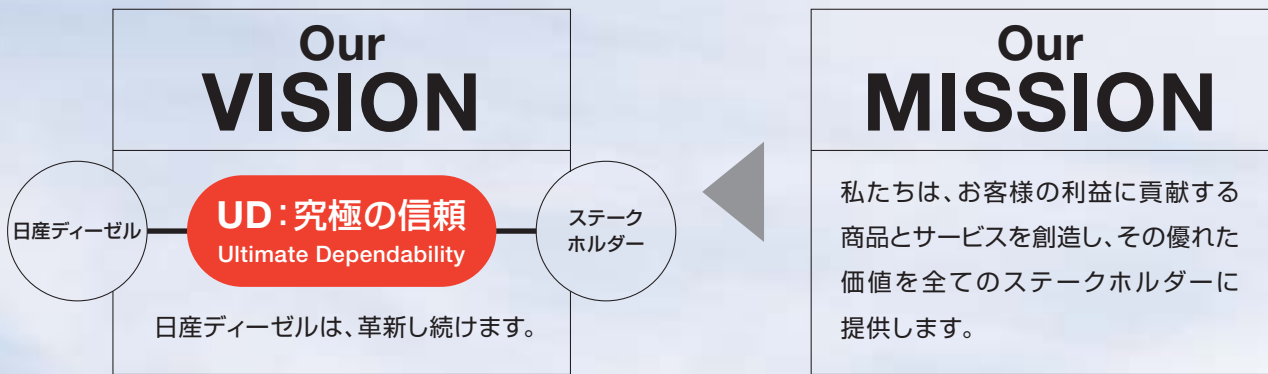 Our
VISION
日産ディーゼル
UD：究極の信頼
Ultimate Dependability
ステーク
ホルダー
日産ディーゼルは、革新し続けます。
Our
MISSION
私たちは、お客様の利益に貢献する
商品とサービスを創造し、その優れた
価値を全てのステークホルダーに
提供します。